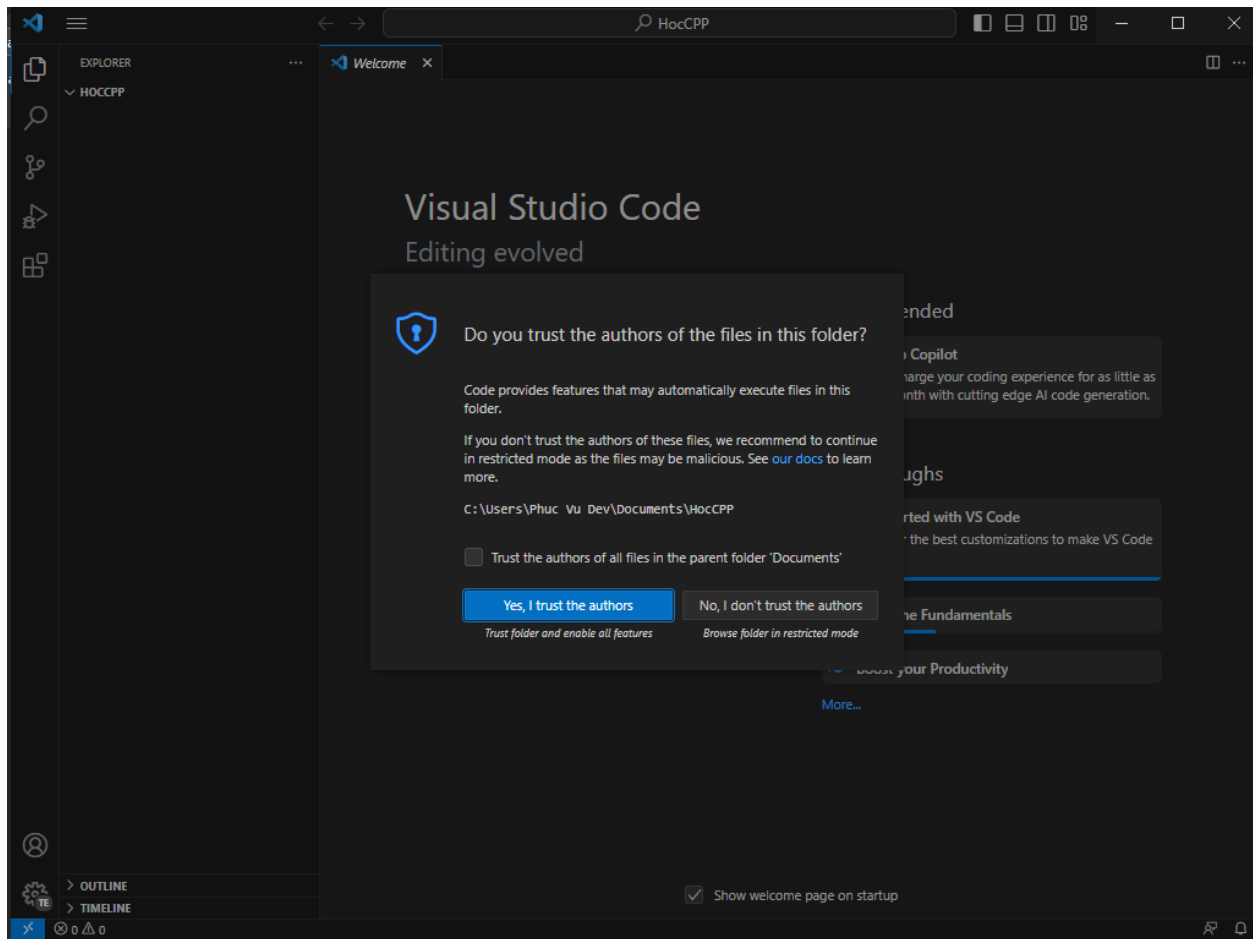 HocCPP
EXPLORER
Welcome
HOCCPP
Visual Studio Code
Editing evolved
Do you trust the authors of the files in this folder?
Code provides features that may automatically execute files in this
folder.
If you don't trust the authors of these files, we recommend to continue
in restricted mode as the files may be malicious. See our docs to learn
more.
C:\Users\Phuc Vu Dev\Documents\HocCPP
Trust the authors of all files in the parent folder 'Documents'
Yes, I trust the authors
No, I don't trust the authors
Trust folder and enable all features
Browse folder in restricted mode
Copilot
your coding experience for as little as
with cutting edge AI code generation.
with VS Code
the best customizations to make VS Code
Fundamentals
your Productivity
More...
OUTLINE
TIMELINE
Show welcome page on startup
TE
0 0